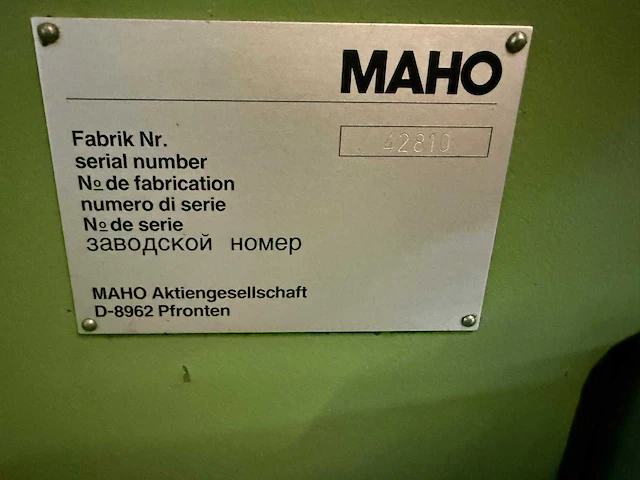 MAHO
Fabrik Nr. 42810
serial number
No de fabrication
numero di serie
No de serie
заводской номер
MAHO Aktiengesellschaft
D-8962 Pfronten